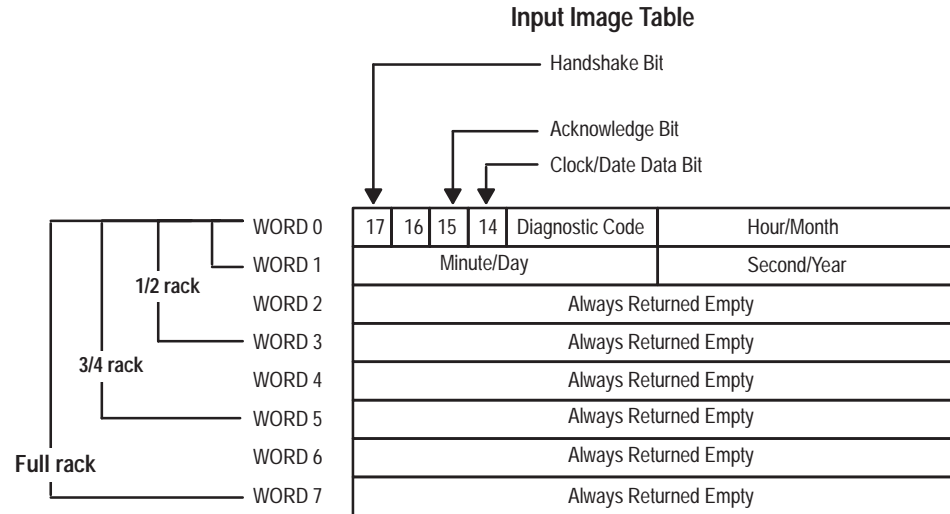 Input Image Table
Handshake Bit
Acknowledge Bit
Clock/Date Data Bit
WORD 0 17 16 15 14 Diagnostic Code Hour/Month
WORD 1 Minute/Day Second/Year
1/2 rack
WORD 2 Always Returned Empty
WORD 3 Always Returned Empty
3/4 rack
WORD 4 Always Returned Empty
WORD 5 Always Returned Empty
Full rack
WORD 6 Always Returned Empty
WORD 7 Always Returned Empty